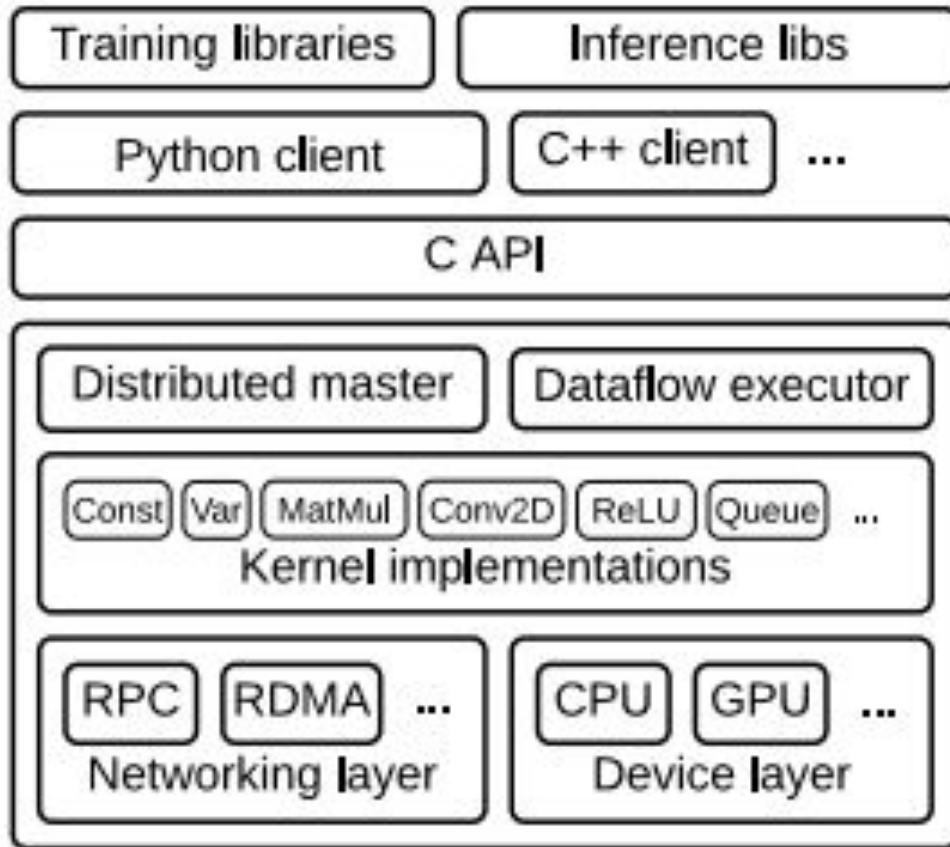 Training libraries Inference libs
Python client C++ client ...
C API
Distributed master Dataflow executor
Const Var MatMul Conv2D ReLU Queue ...
Kernel implementations
RPC RDMA ... CPU GPU ...
Networking layer Device layer